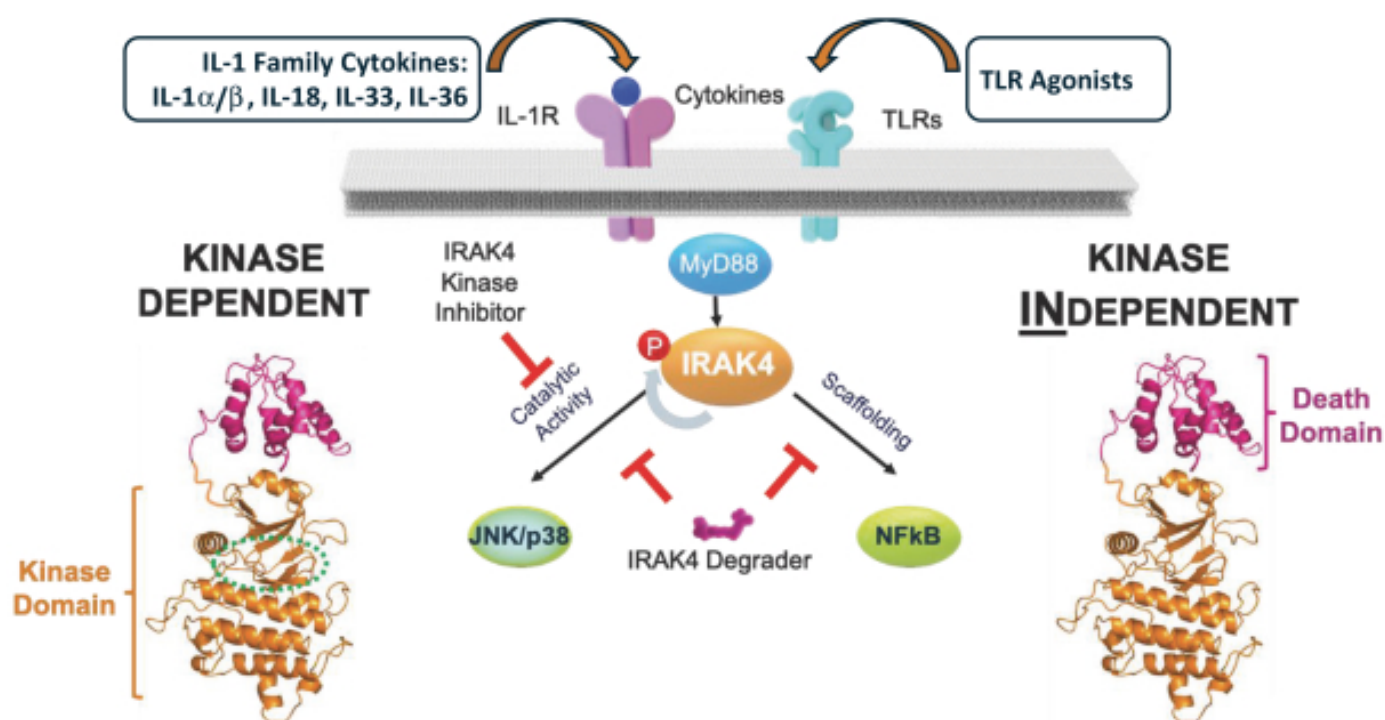 IL-1 Family Cytokines:
IL-1α/β, IL-18, IL-33, IL-36
TLR Agonists
IL-1R
Cytokines
TLRs
KINASE
DEPENDENT
IRAK4
Kinase
Inhibitor
MyD88
KINASE
INDEPENDENT
P
IRAK4
Catalytic
Activity
Scaffolding
Death
Domain
JNK/p38
NFkB
IRAK4 Degrader
Kinase
Domain